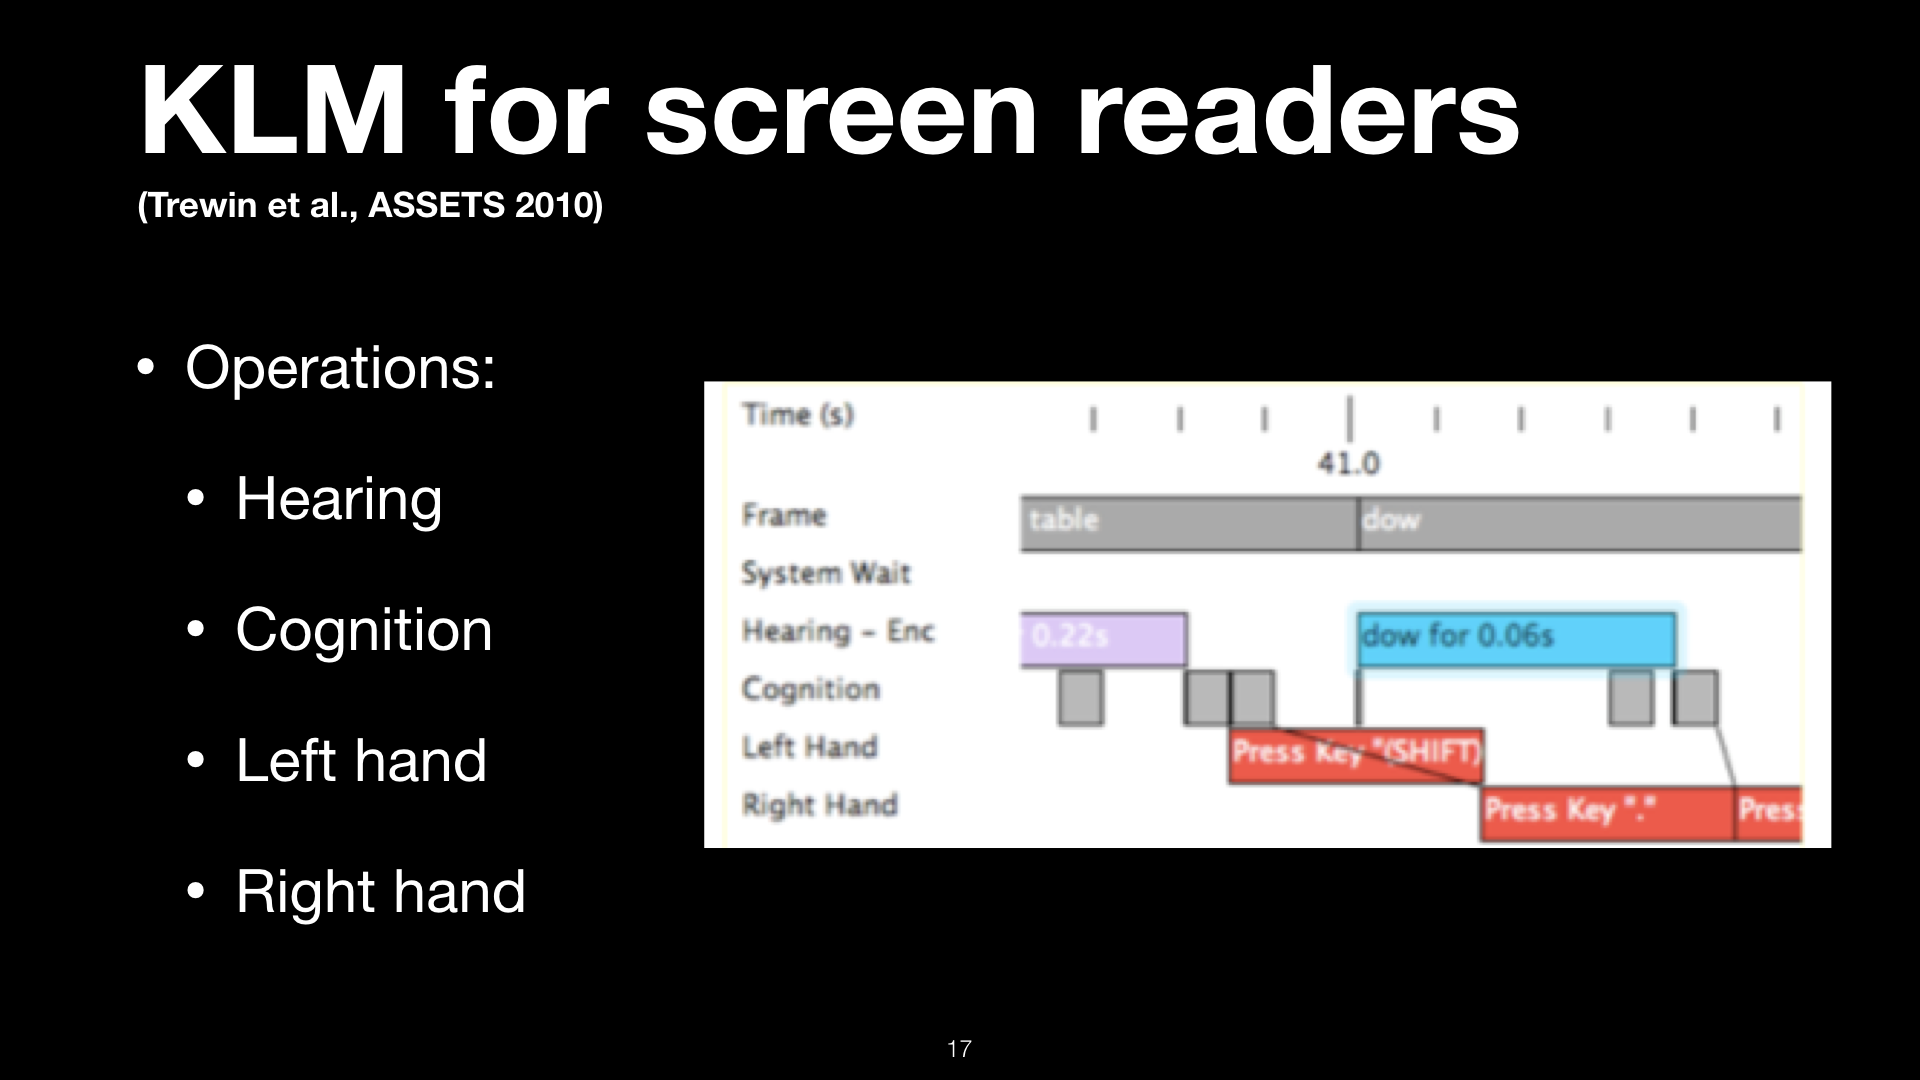 KLM for screen readers
(Trewin et al., ASSETS 2010)
• Operations:
• Hearing
• Cognition
• Left hand
• Right hand
Time (s)
41.0
Frame table dow
System Wait
Hearing - Enc 0.22s dow for 0.06s
Cognition
Left Hand Press Key "(SHIFT)
Right Hand Press Key "." Press
17